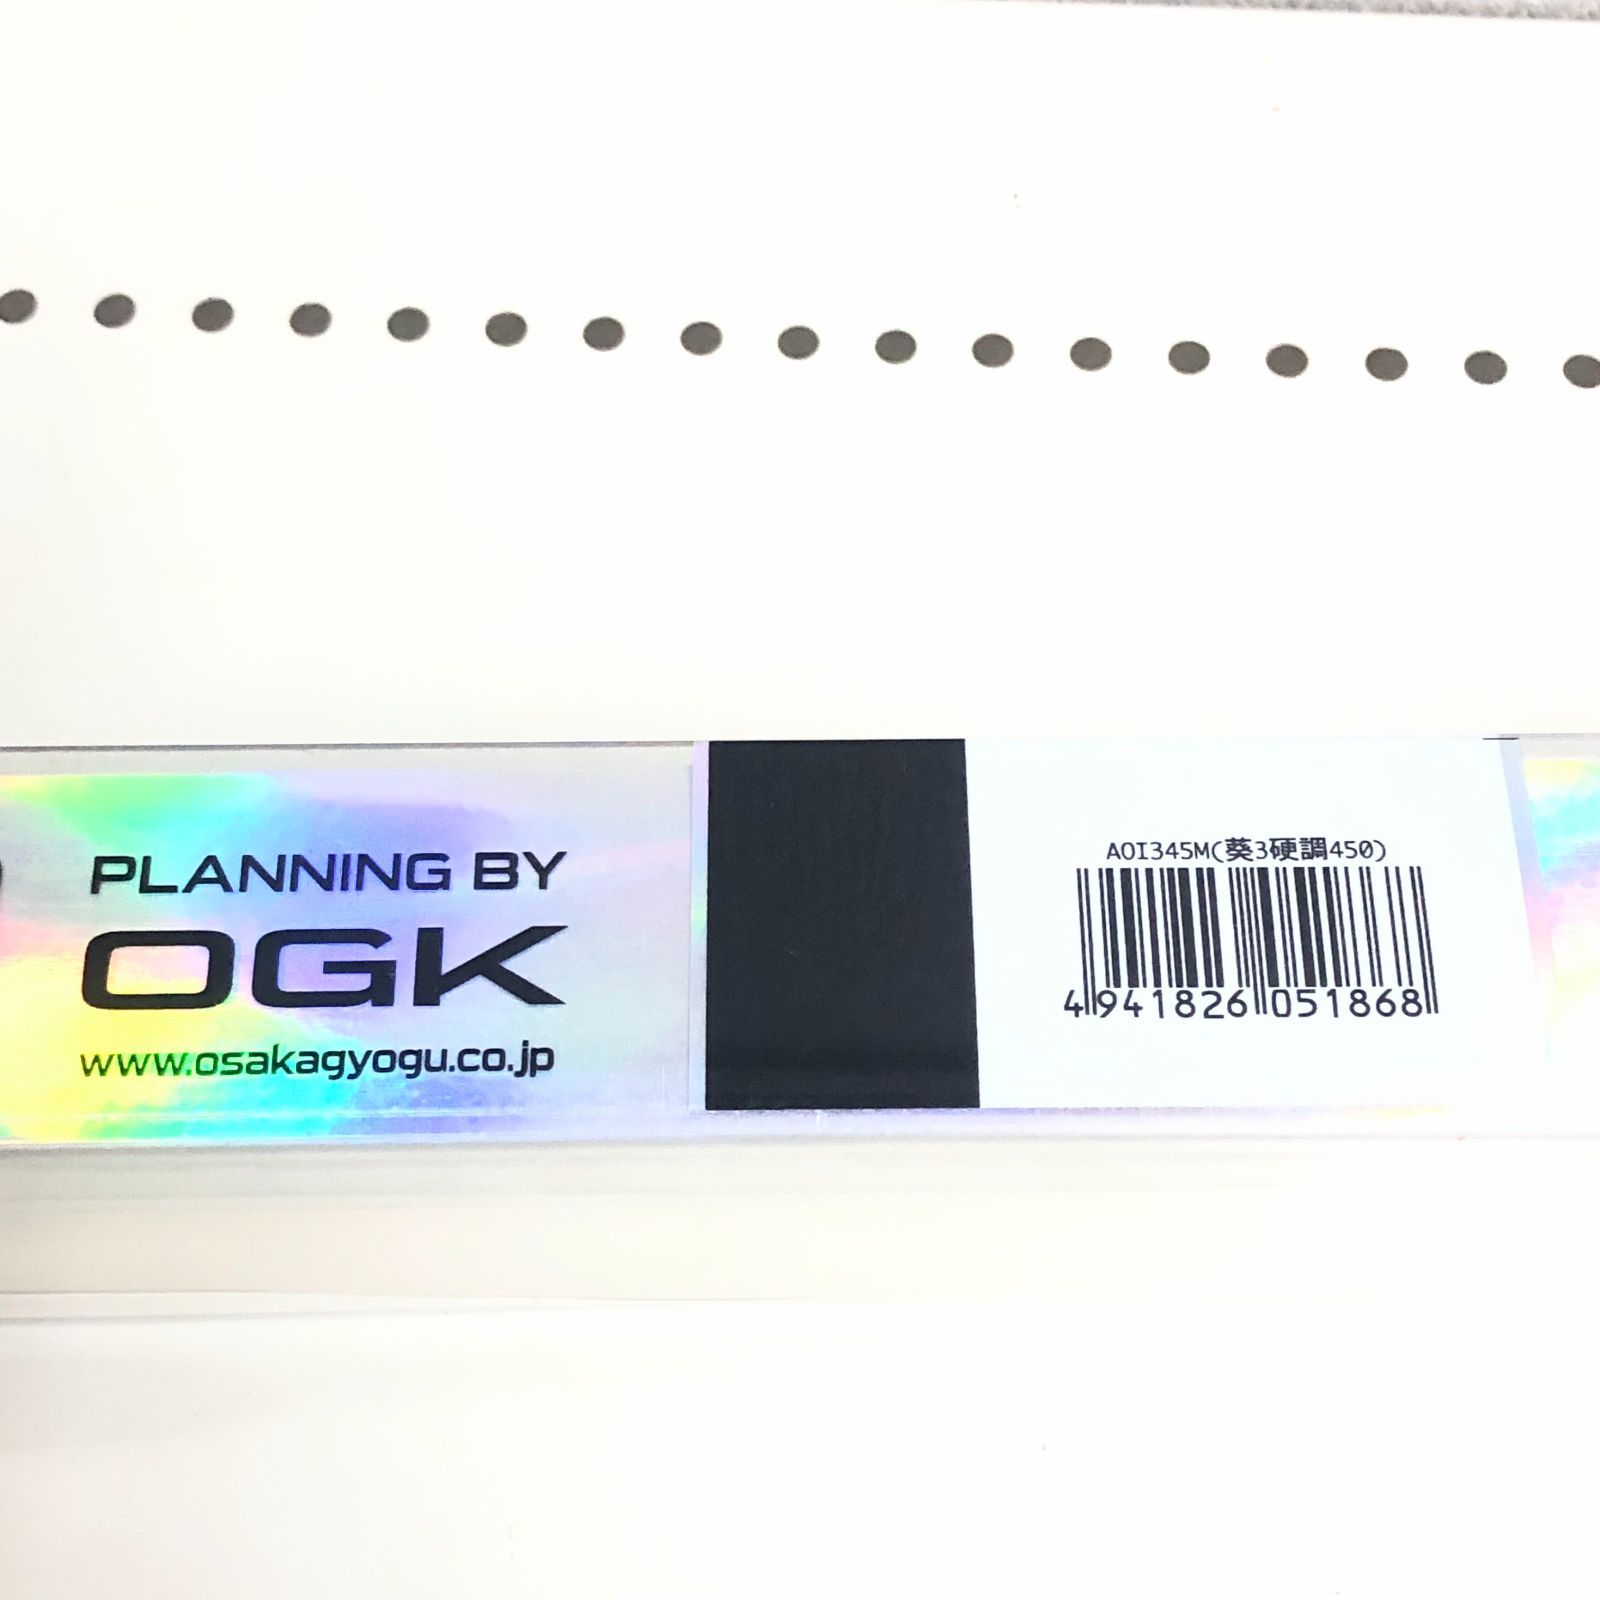 PLANNING BY
OGK
www.osakagyogu.co.jp
AOI345M(葵3硬調450)
4941826051868